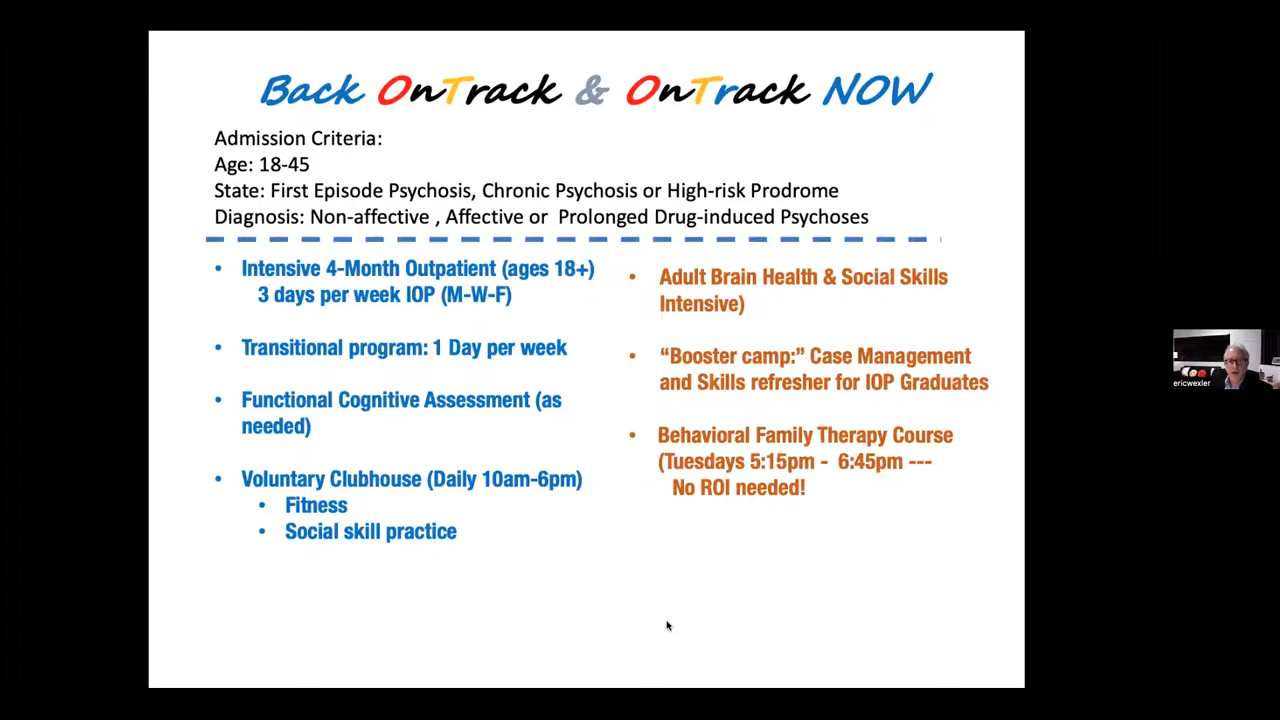 Back OnTrack & OnTrack NOW
Admission Criteria:
Age: 18-45
State: First Episode Psychosis, Chronic Psychosis or High-risk Prodrome
Diagnosis: Non-affective , Affective or Prolonged Drug-induced Psychoses
• Intensive 4-Month Outpatient (ages 18+)
3 days per week IOP (M-W-F)
• Transitional program: 1 Day per week
• Functional Cognitive Assessment (as
needed)
• Voluntary Clubhouse (Daily 10am-6pm)
• Fitness
• Social skill practice
• Adult Brain Health & Social Skills
Intensive)
• “Booster camp:” Case Management
and Skills refresher for IOP Graduates
• Behavioral Family Therapy Course
(Tuesdays 5:15pm - 6:45pm ---
No ROI needed!
ericwexler